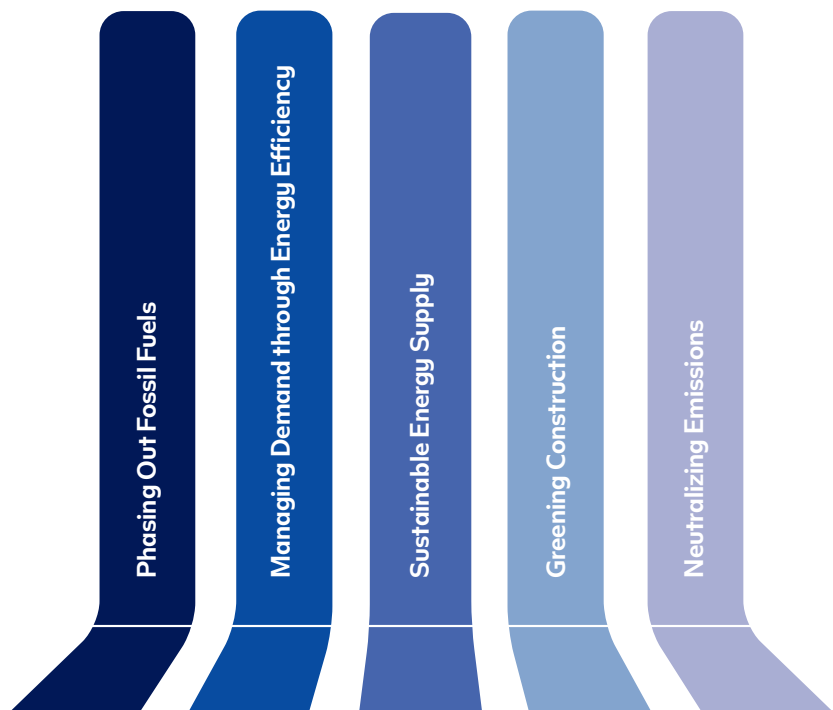 Phasing Out Fossil Fuels
Managing Demand through Energy Efficiency
Sustainable Energy Supply
Greening Construction
Neutralizing Emissions